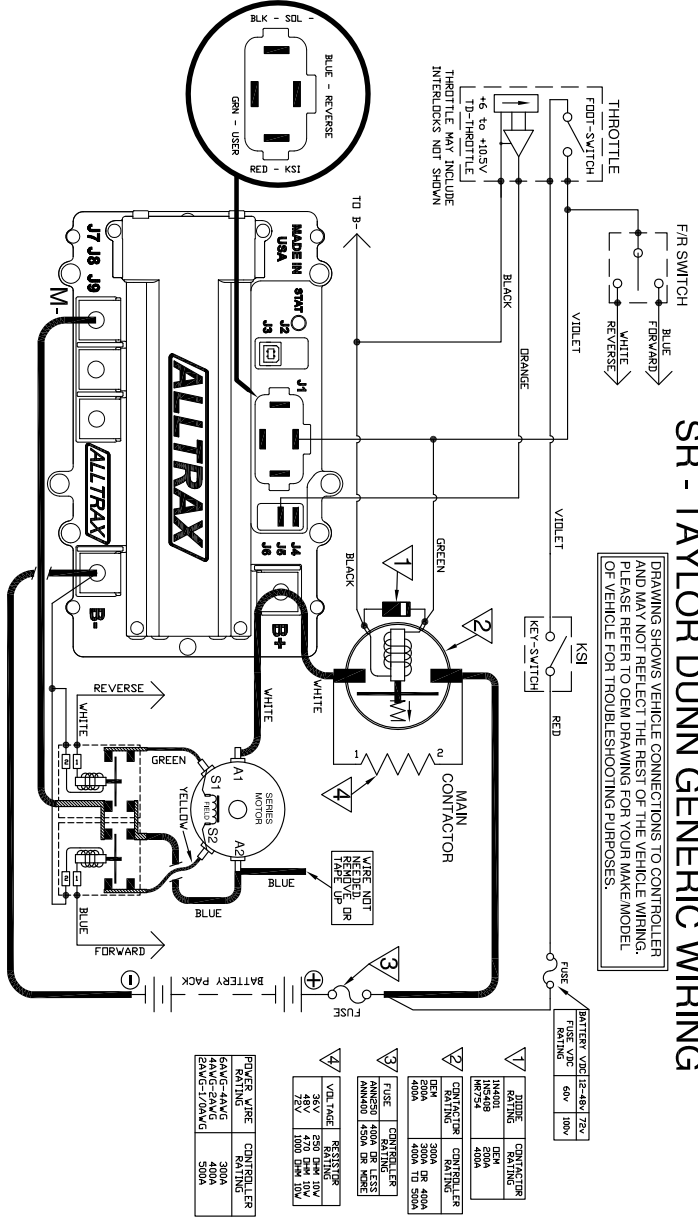 SR - TAYLOR DUNN GENERIC WIRING
DRAWING SHOWS VEHICLE CONNECTIONS TO CONTROLLER
AND MAY NOT REFLECT THE REST OF THE VEHICLE WIRING.
PLEASE REFER TO OEM DRAWING FOR YOUR MAKE/MODEL
OF VEHICLE FOR TROUBLESHOOTING PURPOSES.
F/R SWITCH
BLUE
FORWARD
WHITE
REVERSE
THROTTLE
FOOT-SWITCH
+6 to +10.5V
TD-THROTTLE
THROTTLE MAY INCLUDE
INTERLOCKS NOT SHOWN
VIOLET
ORANGE
BLACK
TO B-
VIOLET
KSI
KEY-SWITCH
RED
FUSE
BATTERY VDC 12-48v 72v
FUSE VDC RATING 60v 100v
BLK - SOL -
BLUE - REVERSE
GRN - USER
RED - KSI
MADE IN
USA
STAT
J2
J3
J1
J4
J5
J6
J7 J8 J9
M-
ALLTRAX
ALLTRAX
B-
B+
GREEN
BLACK
1
2
WHITE
WHITE
1
2
4
MAIN
CONTACTOR
A1
SERIES
MOTOR
S1
FIELD
S2
A2
GREEN
YELLOW
BLUE
BLUE
WIRE NOT
NEEDED.
REMOVE OR
TAPE UP
REVERSE
WHITE
2
1
2
1
BLUE
FORWARD
-
BATTERY PACK
+
FUSE
3
1
DIODE RATING CONTACTOR RATING
1N4001 OEM
1N5408 200A
MR754 400A
2
CONTACTOR RATING CONTROLLER RATING
OEM 300A
200A 300A OR 400A
400A 400A TO 500A
3
FUSE CONTROLLER RATING
ANN250 400A OR LESS
ANN400 450A OR MORE
4
VOLTAGE RESISTOR RATING
36V 250 OHM 10W
48V 470 OHM 10W
72V 1000 OHM 10W
POWER WIRE RATING CONTROLLER RATING
6AWG-4AWG 300A
4AWG-2AWG 400A
2AWG-1/0AWG 500A